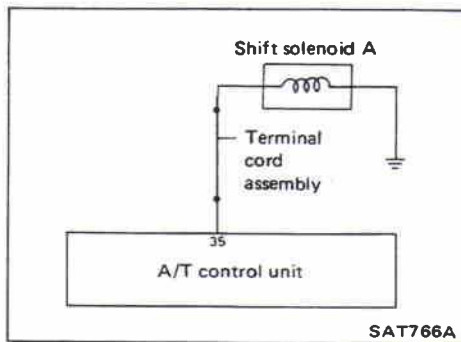 Shift solenoid A
Terminal
cord
assembly
35
A/T control unit
SAT766A